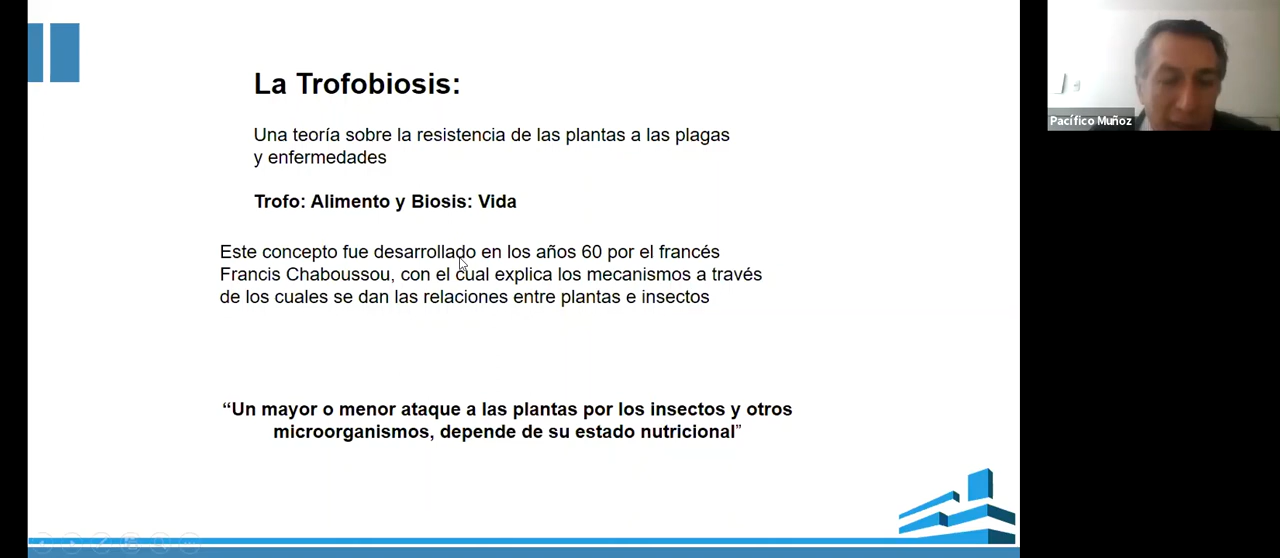 La Trofobiosis:
Una teoría sobre la resistencia de las plantas a las plagas
y enfermedades
Trofo: Alimento y Biosis: Vida
Este concepto fue desarrollado en los años 60 por el francés
Francis Chaboussou, con el cual explica los mecanismos a través
de los cuales se dan las relaciones entre plantas e insectos
“Un mayor o menor ataque a las plantas por los insectos y otros
microorganismos, depende de su estado nutricional”
Pacífico Muñoz